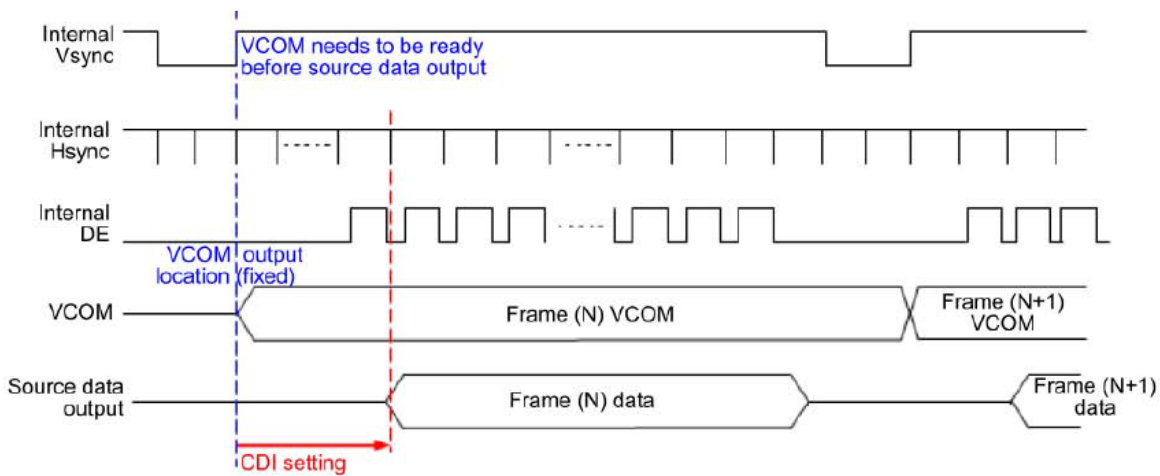 Internal
Vsync
VCOM needs to be ready
before source data output
Internal
Hsync
Internal
DE
VCOM output
location (fixed)
VCOM
Frame (N) VCOM
Frame (N+1)
VCOM
Source data
output
Frame (N) data
Frame (N+1)
data
CDI setting